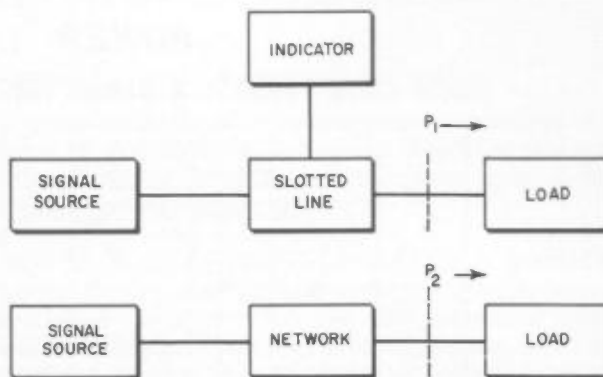 INDICATOR
P1
SIGNAL SOURCE
SLOTTED LINE
LOAD
P2
SIGNAL SOURCE
NETWORK
LOAD